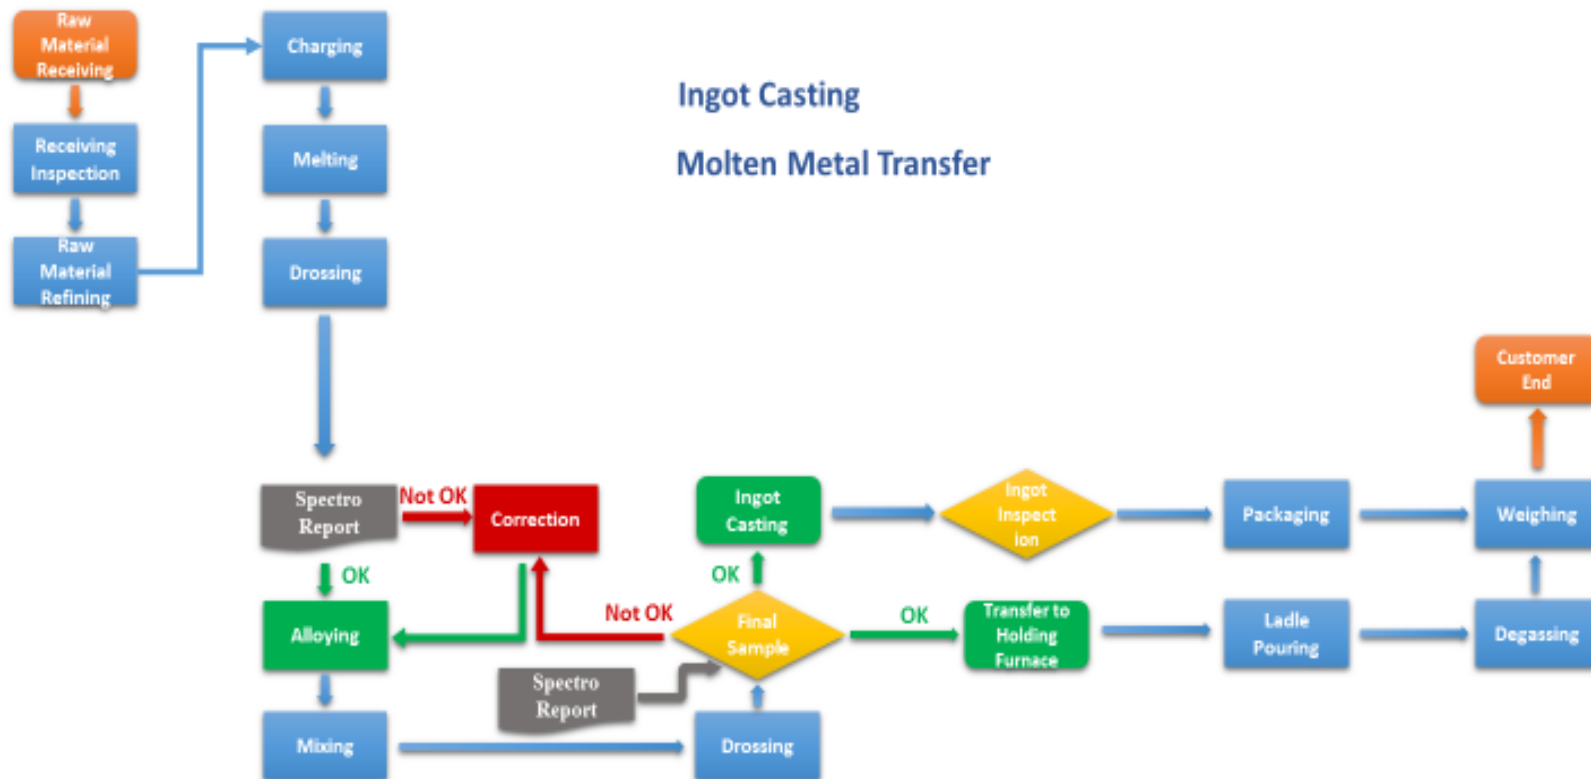 Raw
Material
Receiving
Receiving
Inspection
Raw
Material
Refining
Charging
Melting
Drossing
Ingot Casting
Molten Metal Transfer
Spectro
Report
Not OK
Correction
OK
Alloying
Mixing
Spectro
Report
Drossing
Not OK
Final
Sample
OK
Ingot
Casting
OK
Transfer to
Holding
Furnace
Ingot
Inspect
ion
Packaging
Ladle
Pouring
Degassing
Weighing
Customer
End